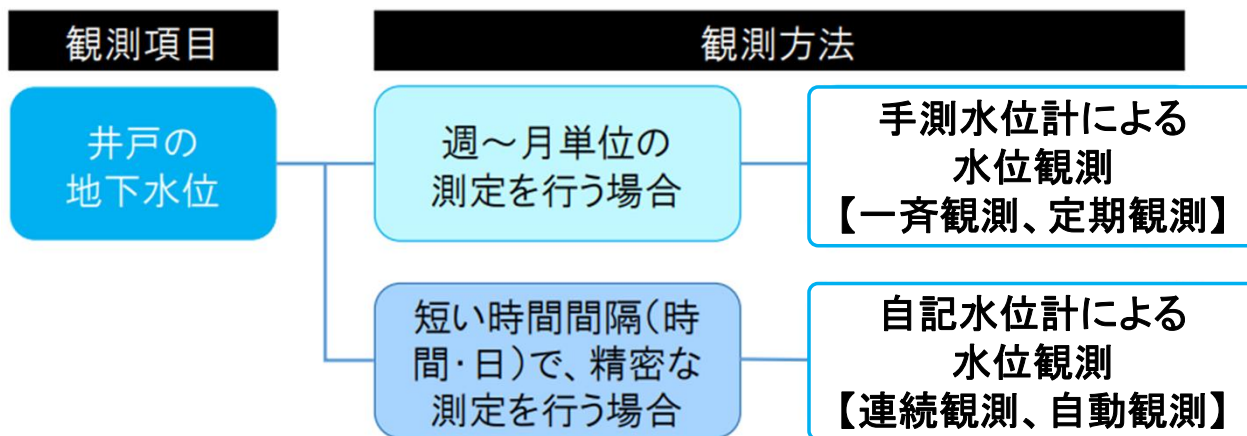 観測項目
観測方法
井戸の
地下水位
週～月単位の
測定を行う場合
手測水位計による
水位観測
【一斉観測、定期観測】
短い時間間隔(時
間・日)で、精密な
測定を行う場合
自記水位計による
水位観測
【連続観測、自動観測】